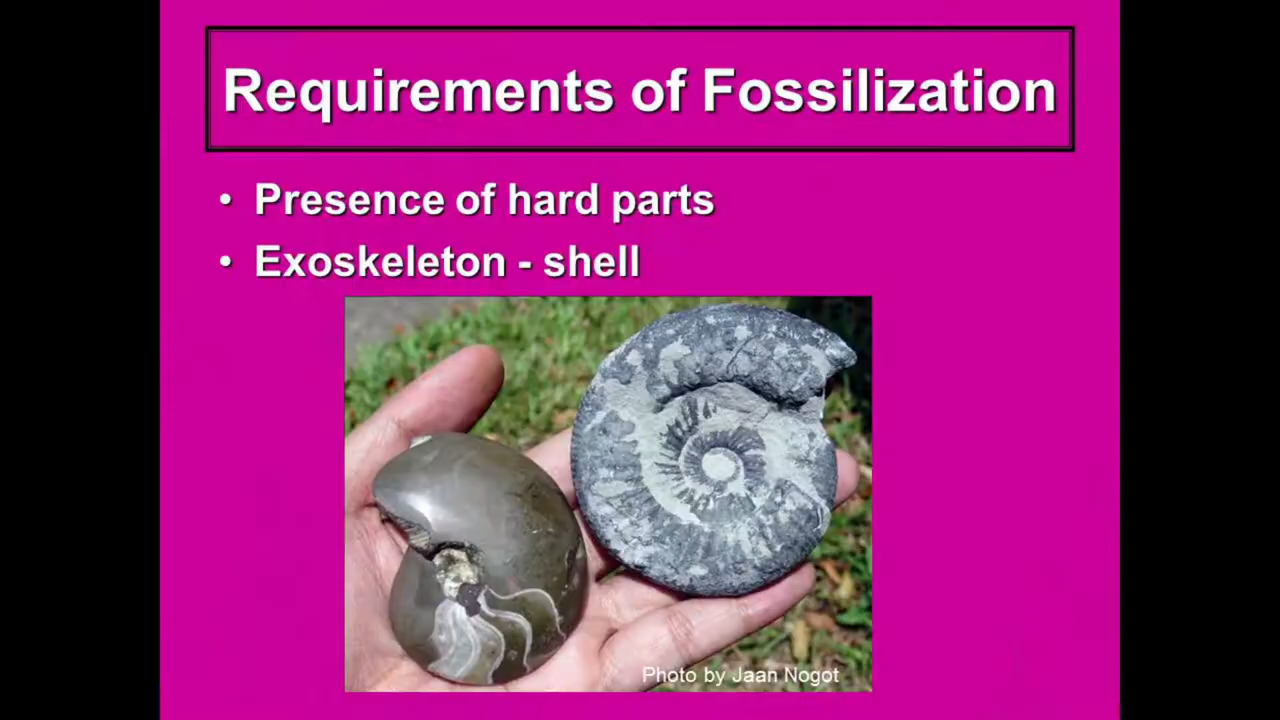 Requirements of Fossilization
• Presence of hard parts
• Exoskeleton - shell
Photo by Jaan Nogot